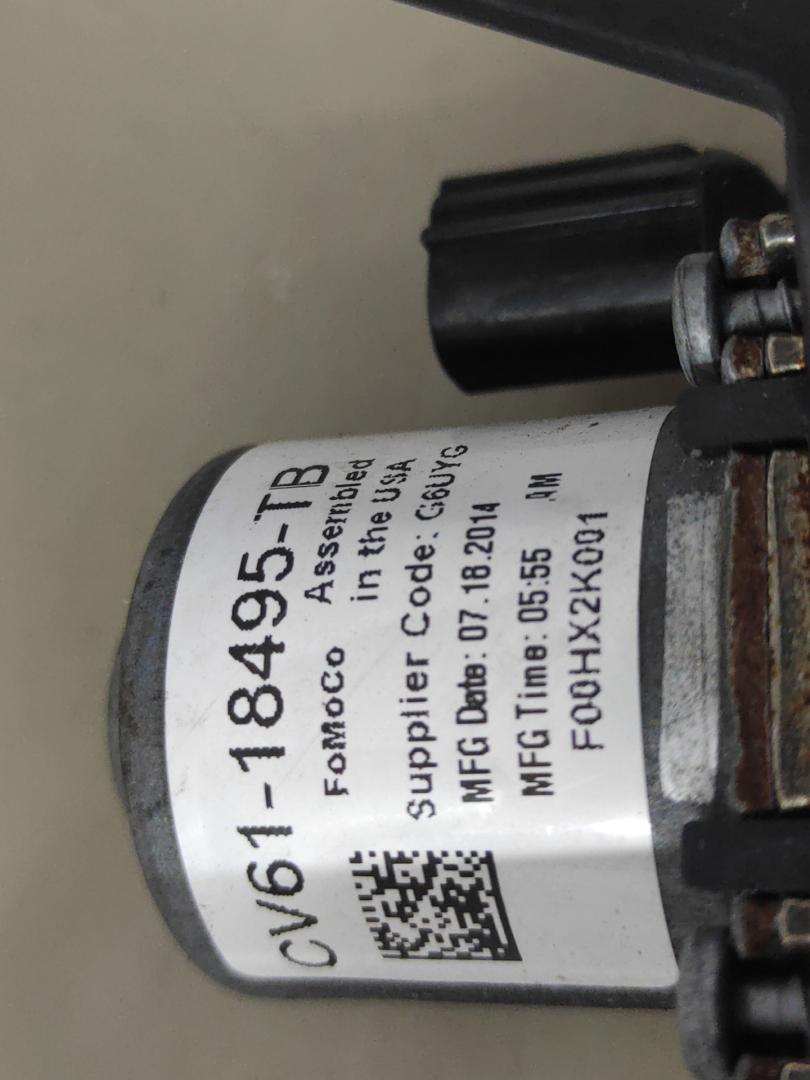 CV61-18495-TB
FoMoCo Assembled
in the USA
Supplier Code: G6UYG
MFG Date: 07.18.2014
MFG Time: 05:55 AM
F00HX2K001